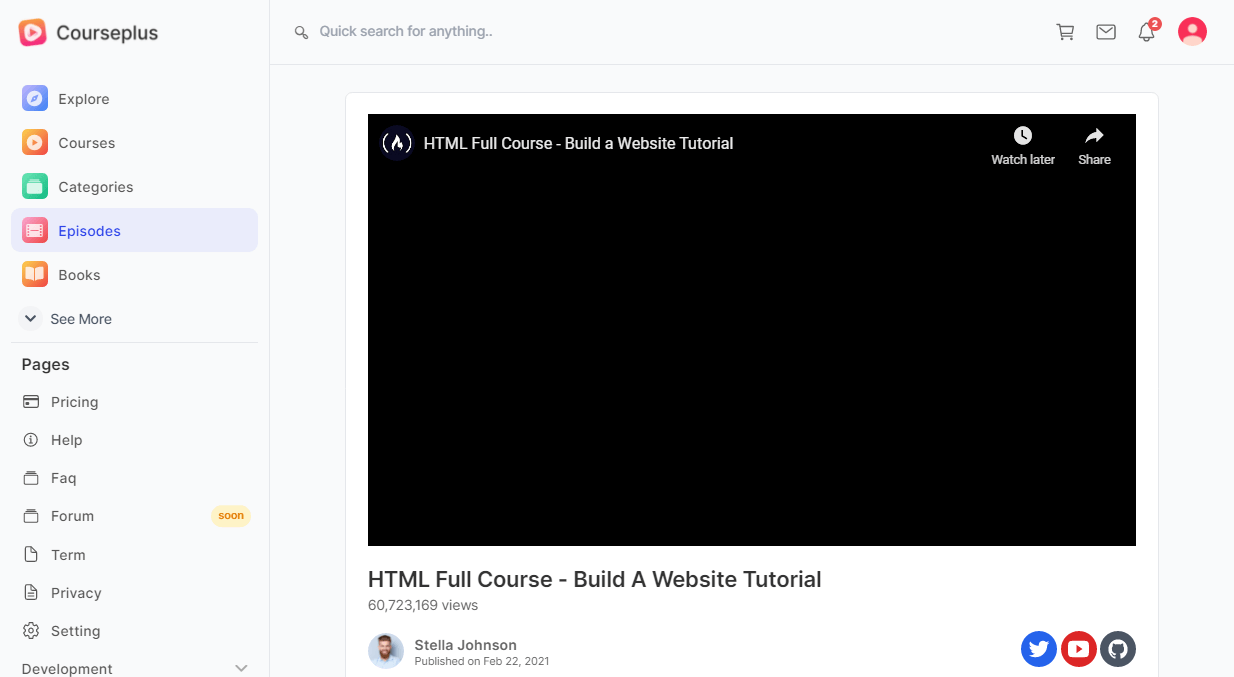 Courseplus
Quick search for anything..
2
Explore
Courses
Categories
Episodes
Books
See More
Pages
Pricing
Help
Faq
Forum
soon
Term
Privacy
Setting
Development
HTML Full Course - Build a Website Tutorial
Watch later
Share
HTML Full Course - Build A Website Tutorial
60,723,169 views
Stella Johnson
Published on Feb 22, 2021